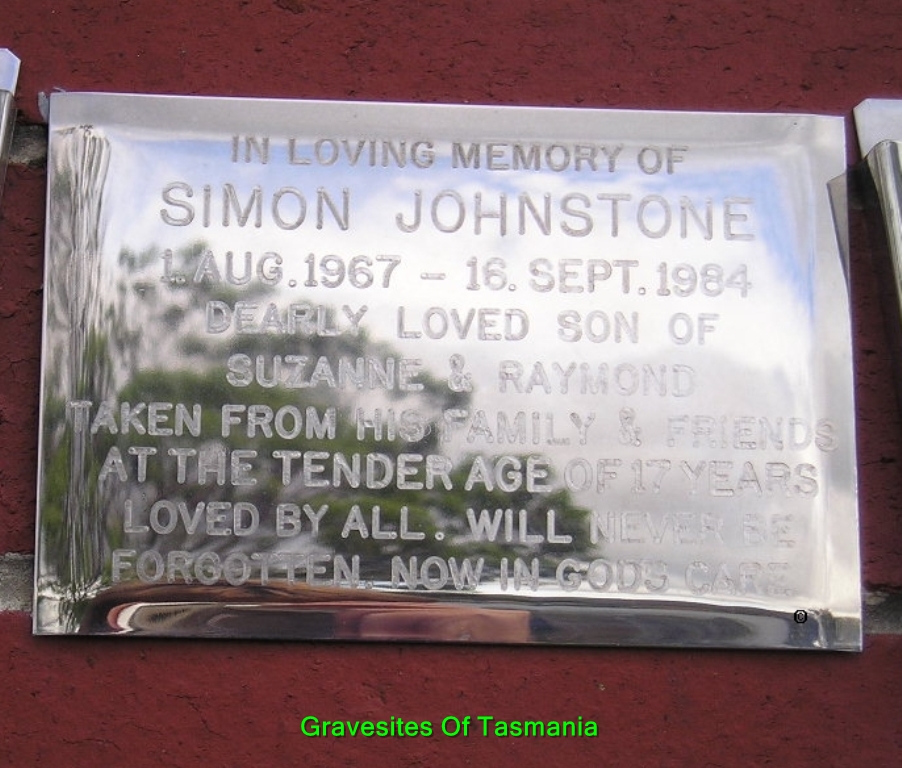 IN LOVING MEMORY OF
SIMON JOHNSTONE
1. AUG. 1967 - 16. SEPT. 1984
DEARLY LOVED SON OF
SUZANNE & RAYMOND
TAKEN FROM HIS FAMILY & FRIENDS
AT THE TENDER AGE OF 17 YEARS
LOVED BY ALL. WILL NEVER BE
FORGOTTEN. NOW IN GODS CARE.
©
Gravesites Of Tasmania